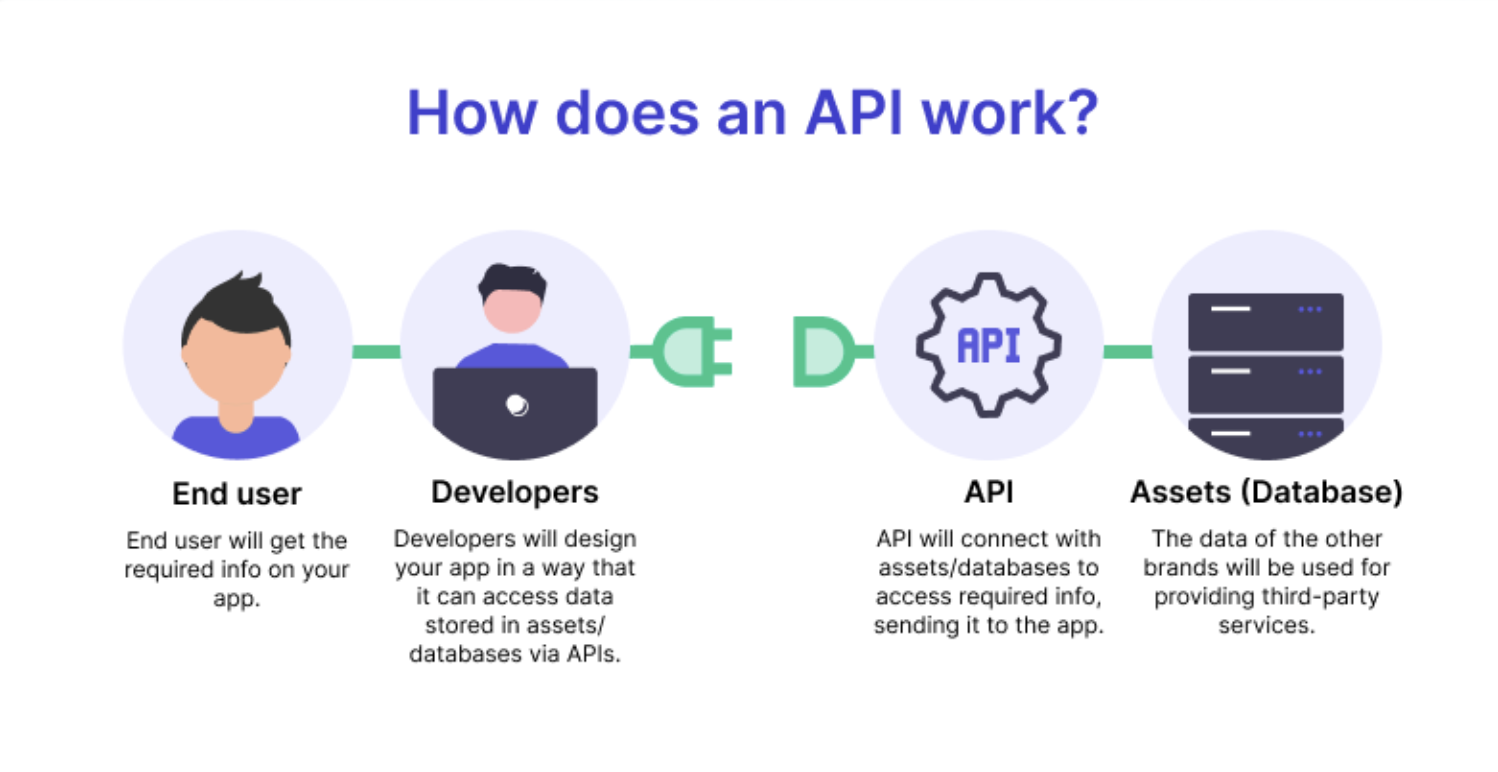 How does an API work?
API
End user
End user will get the
required info on your
app.
Developers
Developers will design
your app in a way that
it can access data
stored in assets/
databases via APIs.
API
API will connect with
assets/databases to
access required info,
sending it to the app.
Assets (Database)
The data of the other
brands will be used for
providing third-party
services.